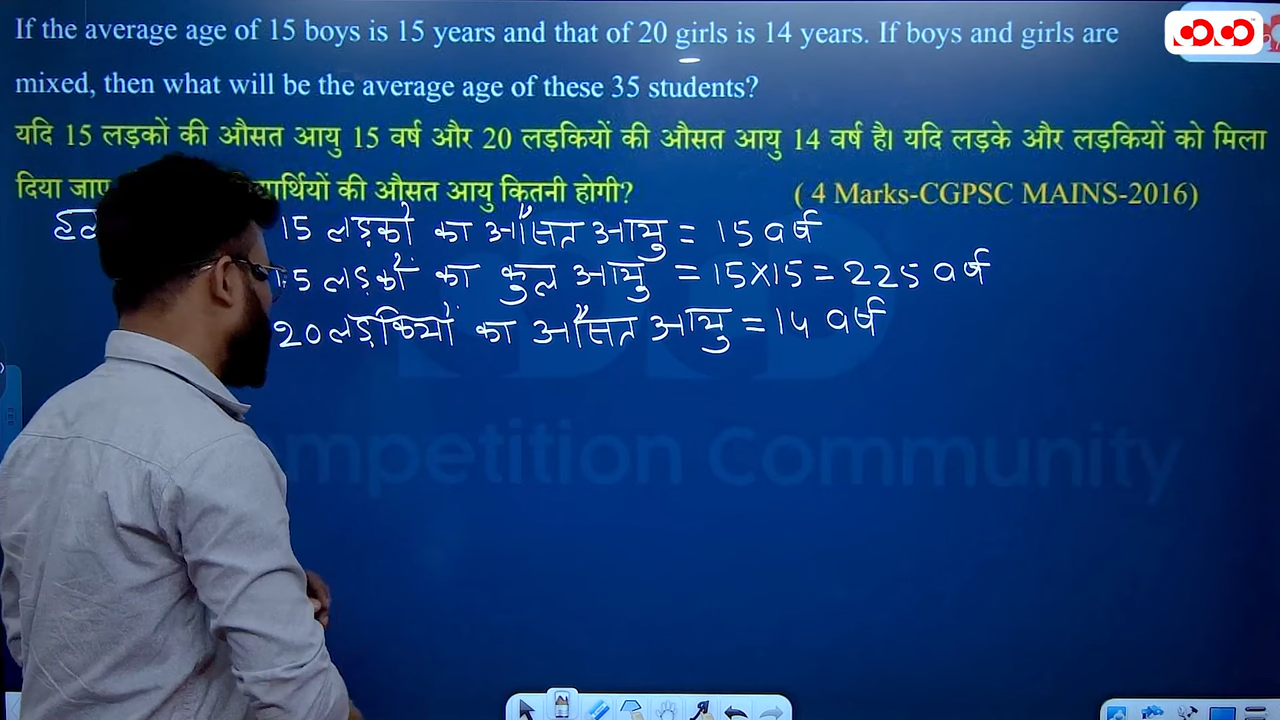 If the average age of 15 boys is 15 years and that of 20 girls is 14 years. If boys and girls are
mixed, then what will be the average age of these 35 students?
यदि 15 लड़कों की औसत आयु 15 वर्ष और 20 लड़कियों की औसत आयु 14 वर्ष है। यदि लड़के और लड़कियों को मिला
दिया जाए की औसत आयु कितनी होगी? ( 4 Marks-CGPSC MAINS-2016)
15 लड़कों का औसत आयु = 15 वर्ष
15 लड़कों का कुल आयु = 15×15 = 225 वर्ष
20 लड़कियों का औसत आयु = 14 वर्ष
Community